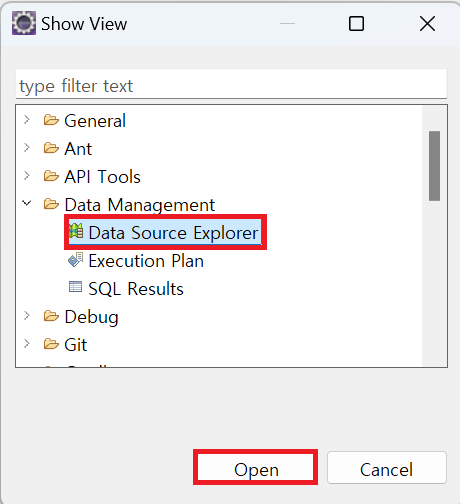 Show View
type filter text
General
Ant
API Tools
Data Management
Data Source Explorer
Execution Plan
SQL Results
Debug
Git
Open
Cancel